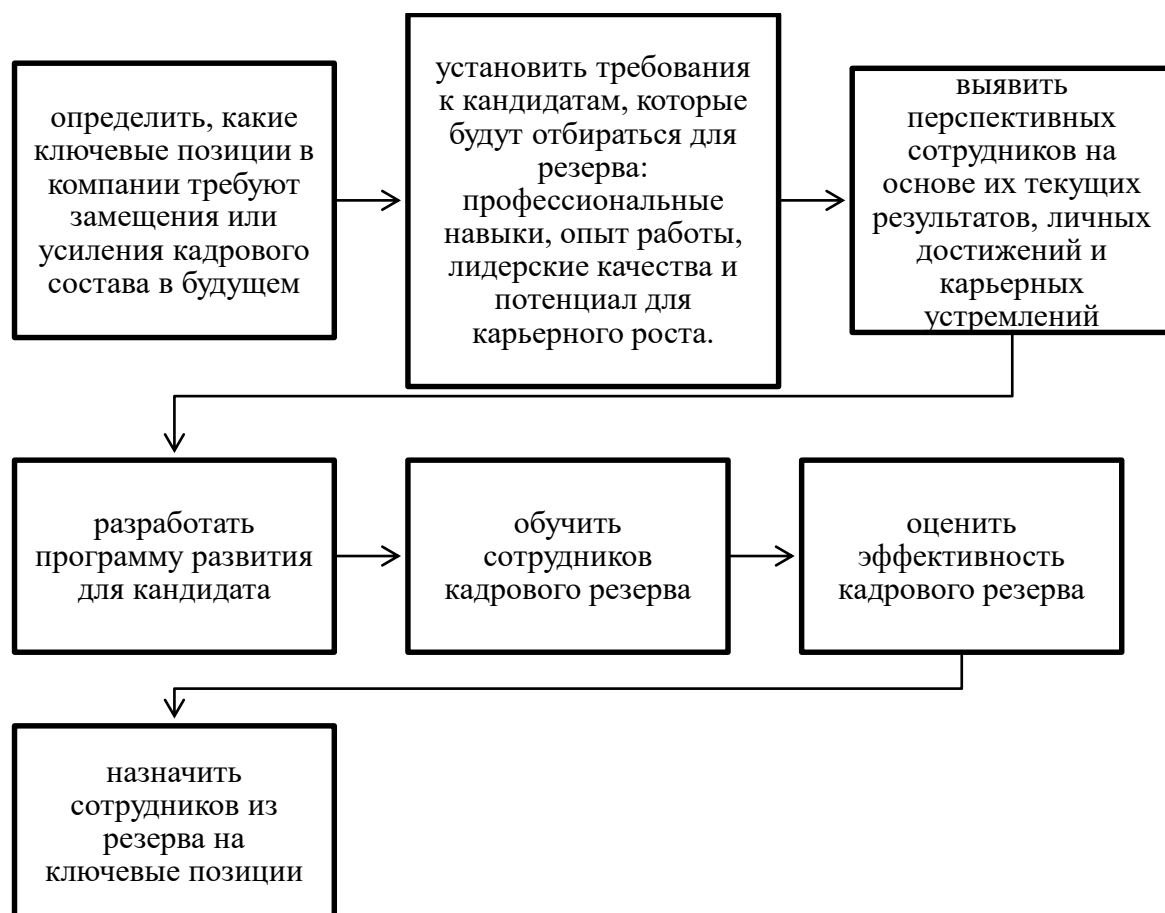 определить, какие
ключевые позиции в
компании требуют
замещения или
усиления кадрового
состава в будущем
установить требования
к кандидатам, которые
будут отбираться для
резерва:
профессиональные
навыки, опыт работы,
лидерские качества и
потенциал для
карьерного роста.
выявить
перспективных
сотрудников на
основе их текущих
результатов, личных
достижений и
карьерных
устремлений
разработать
программу развития
для кандидата
обучить
сотрудников
кадрового резерва
оценить
эффективность
кадрового резерва
назначить
сотрудников из
резерва на
ключевые позиции